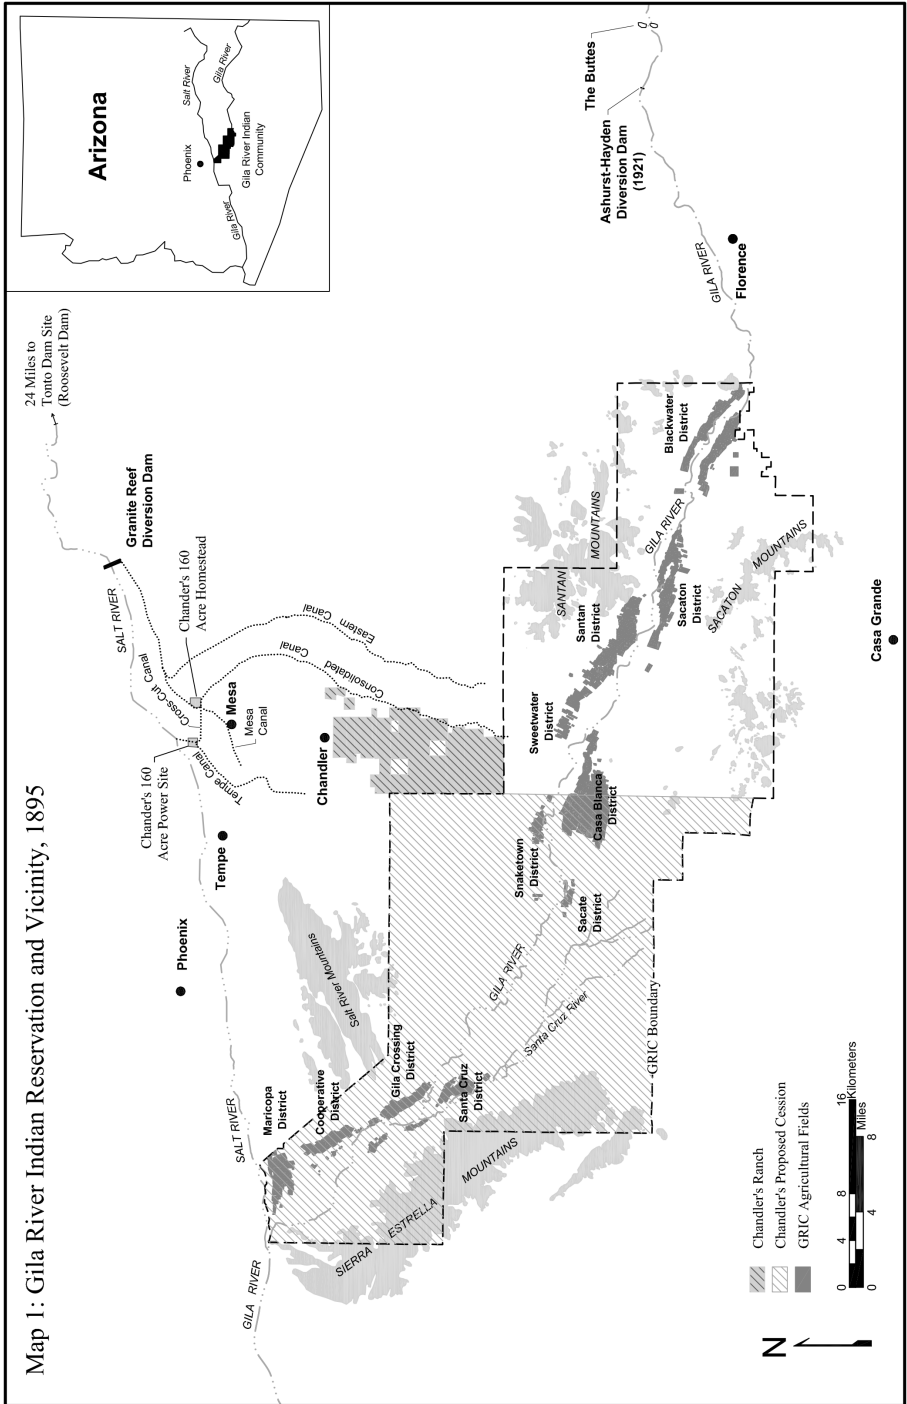 Map 1: Gila River Indian Reservation and Vicinity, 1895
Arizona
Phoenix
Salt River
Gila River
Gila River Indian
Community
Gila River
24 Miles to
Tonto Dam Site
(Roosevelt Dam)
Granite Reef
Diversion Dam
SALT RIVER
Chander's 160
Acre Homestead
Chander's 160
Acre Power Site
Cross-Cut
Canal
Eastern
Canal
Consolidated
Canal
Mesa
Mesa
Canal
Tempe Canal
Tempe
Phoenix
Chandler
Salt River Mountains
SALT RIVER
GILA RIVER
Maricopa
District
Cooperative
District
Gila Crossing
District
Santa Cruz
District
SIERRA
ESTRELLA
MOUNTAINS
GILA RIVER
Santa Cruz River
GRIC Boundary
Snaketown
District
Sacate
District
Casa Blanca
District
Sweetwater
District
Santan
District
SANTAN
MOUNTAINS
Sacaton
District
SACATON
MOUNTAINS
GILA RIVER
Blackwater
District
GILA RIVER
Florence
Ashurst-Hayden
Diversion Dam
(1921)
The Buttes
Casa Grande
N
Chandler's Ranch
Chandler's Proposed Cession
GRIC Agricultural Fields
0 4 8 16
Kilometers
Miles
0 4 8